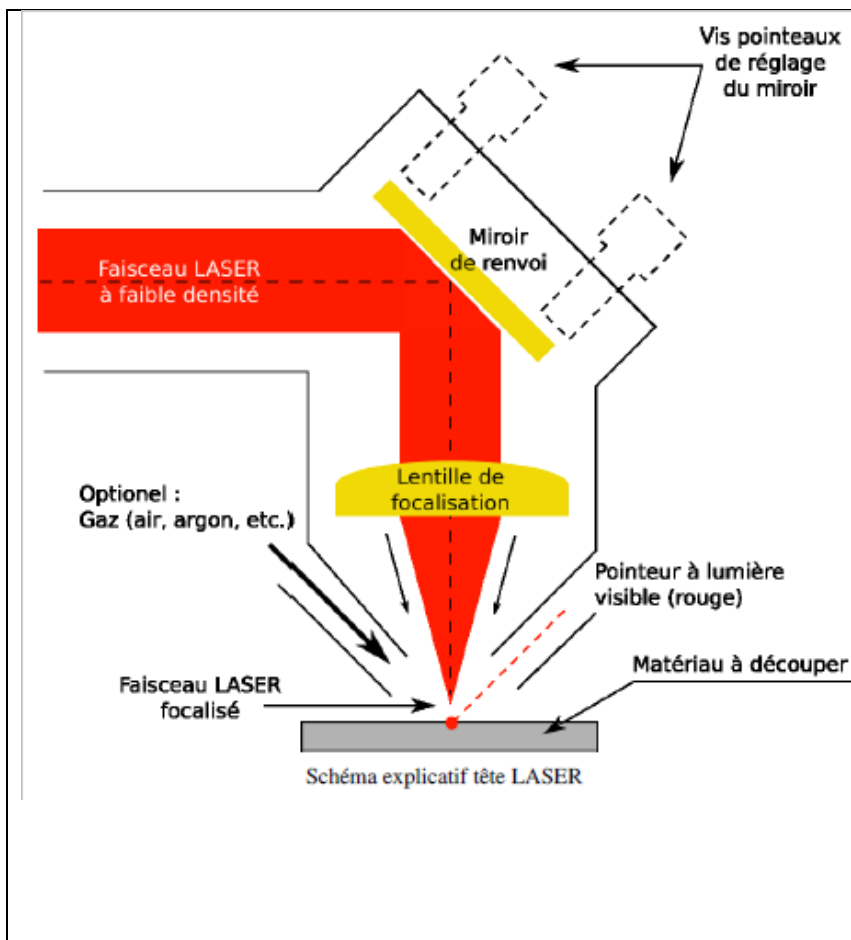 Vis pointeaux
de réglage
du miroir
Miroir
de renvoi
Faisceau LASER
à faible densité
Lentille de
focalisation
Optionel :
Gaz (air, argon, etc.)
Pointeur à lumière
visible (rouge)
Matériau à découper
Faisceau LASER
focalisé
Schéma explicatif tête LASER